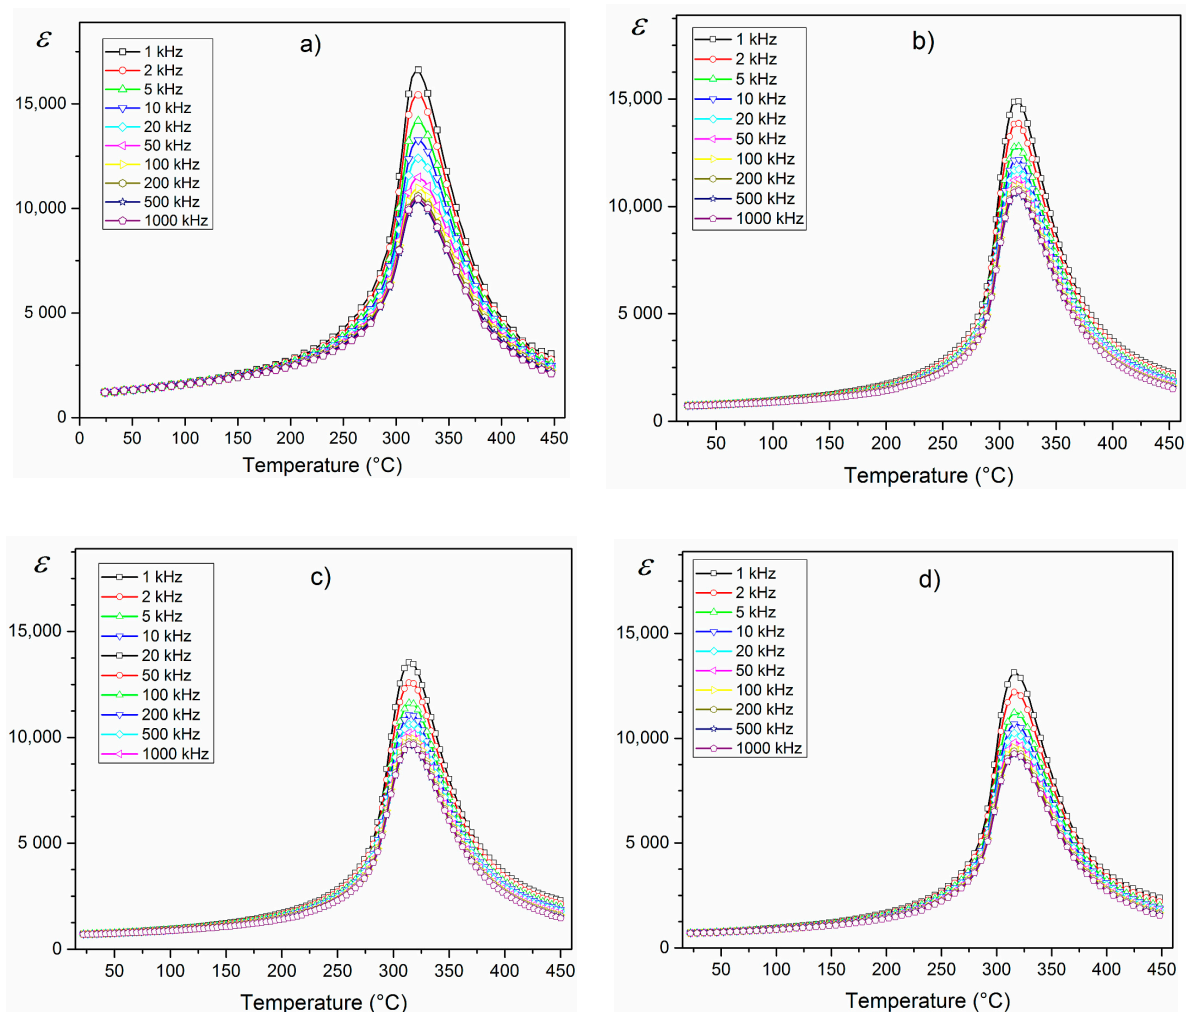 ε
a)
1 kHz
2 kHz
5 kHz
10 kHz
20 kHz
50 kHz
100 kHz
200 kHz
500 kHz
1000 kHz
15,000
10,000
5 000
0
0 50 100 150 200 250 300 350 400 450
Temperature (°C)
ε
b)
1 kHz
2 kHz
5 kHz
10 kHz
20 kHz
50 kHz
100 kHz
200 kHz
500 kHz
1000 kHz
15,000
10,000
5 000
0
50 100 150 200 250 300 350 400 450
Temperature (°C)
ε
c)
1 kHz
2 kHz
5 kHz
10 kHz
20 kHz
50 kHz
100 kHz
200 kHz
500 kHz
1000 kHz
15,000
10,000
5 000
0
50 100 150 200 250 300 350 400 450
Temperature (°C)
ε
d)
1 kHz
2 kHz
5 kHz
10 kHz
20 kHz
50 kHz
100 kHz
200 kHz
500 kHz
1000 kHz
15,000
10,000
5 000
0
50 100 150 200 250 300 350 400 450
Temperature (°C)